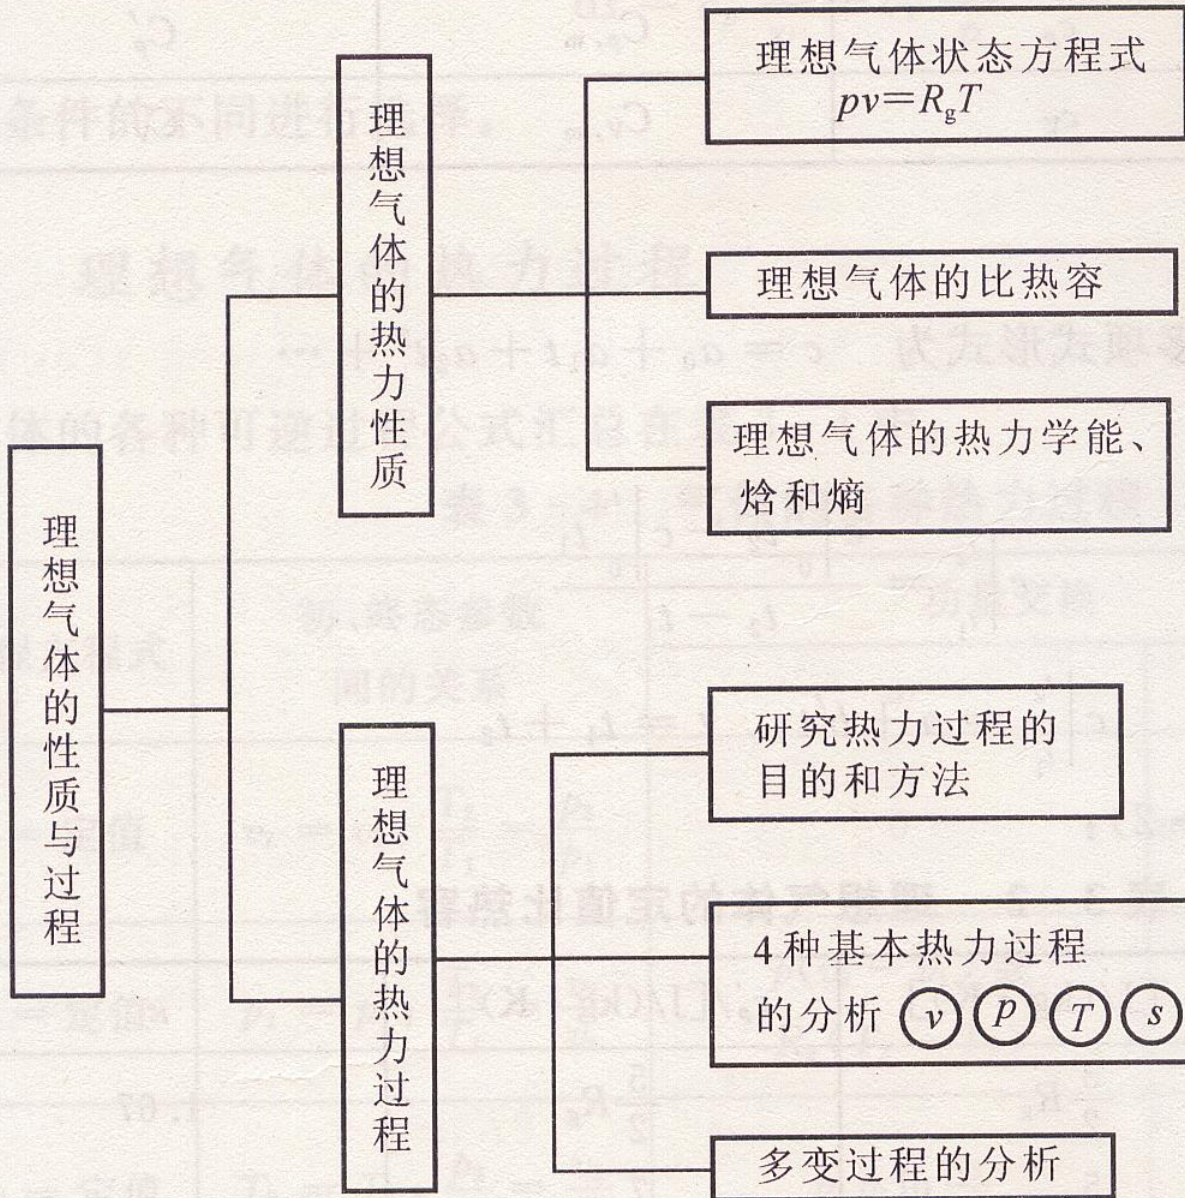 理想气体的性质与过程
理想气体的热力性质
理想气体状态方程式
pv=R_gT
理想气体的比热容
理想气体的热力学能、
焓和熵
理想气体的热力过程
研究热力过程的
目的和方法
4种基本热力过程
的分析 v p T s
多变过程的分析